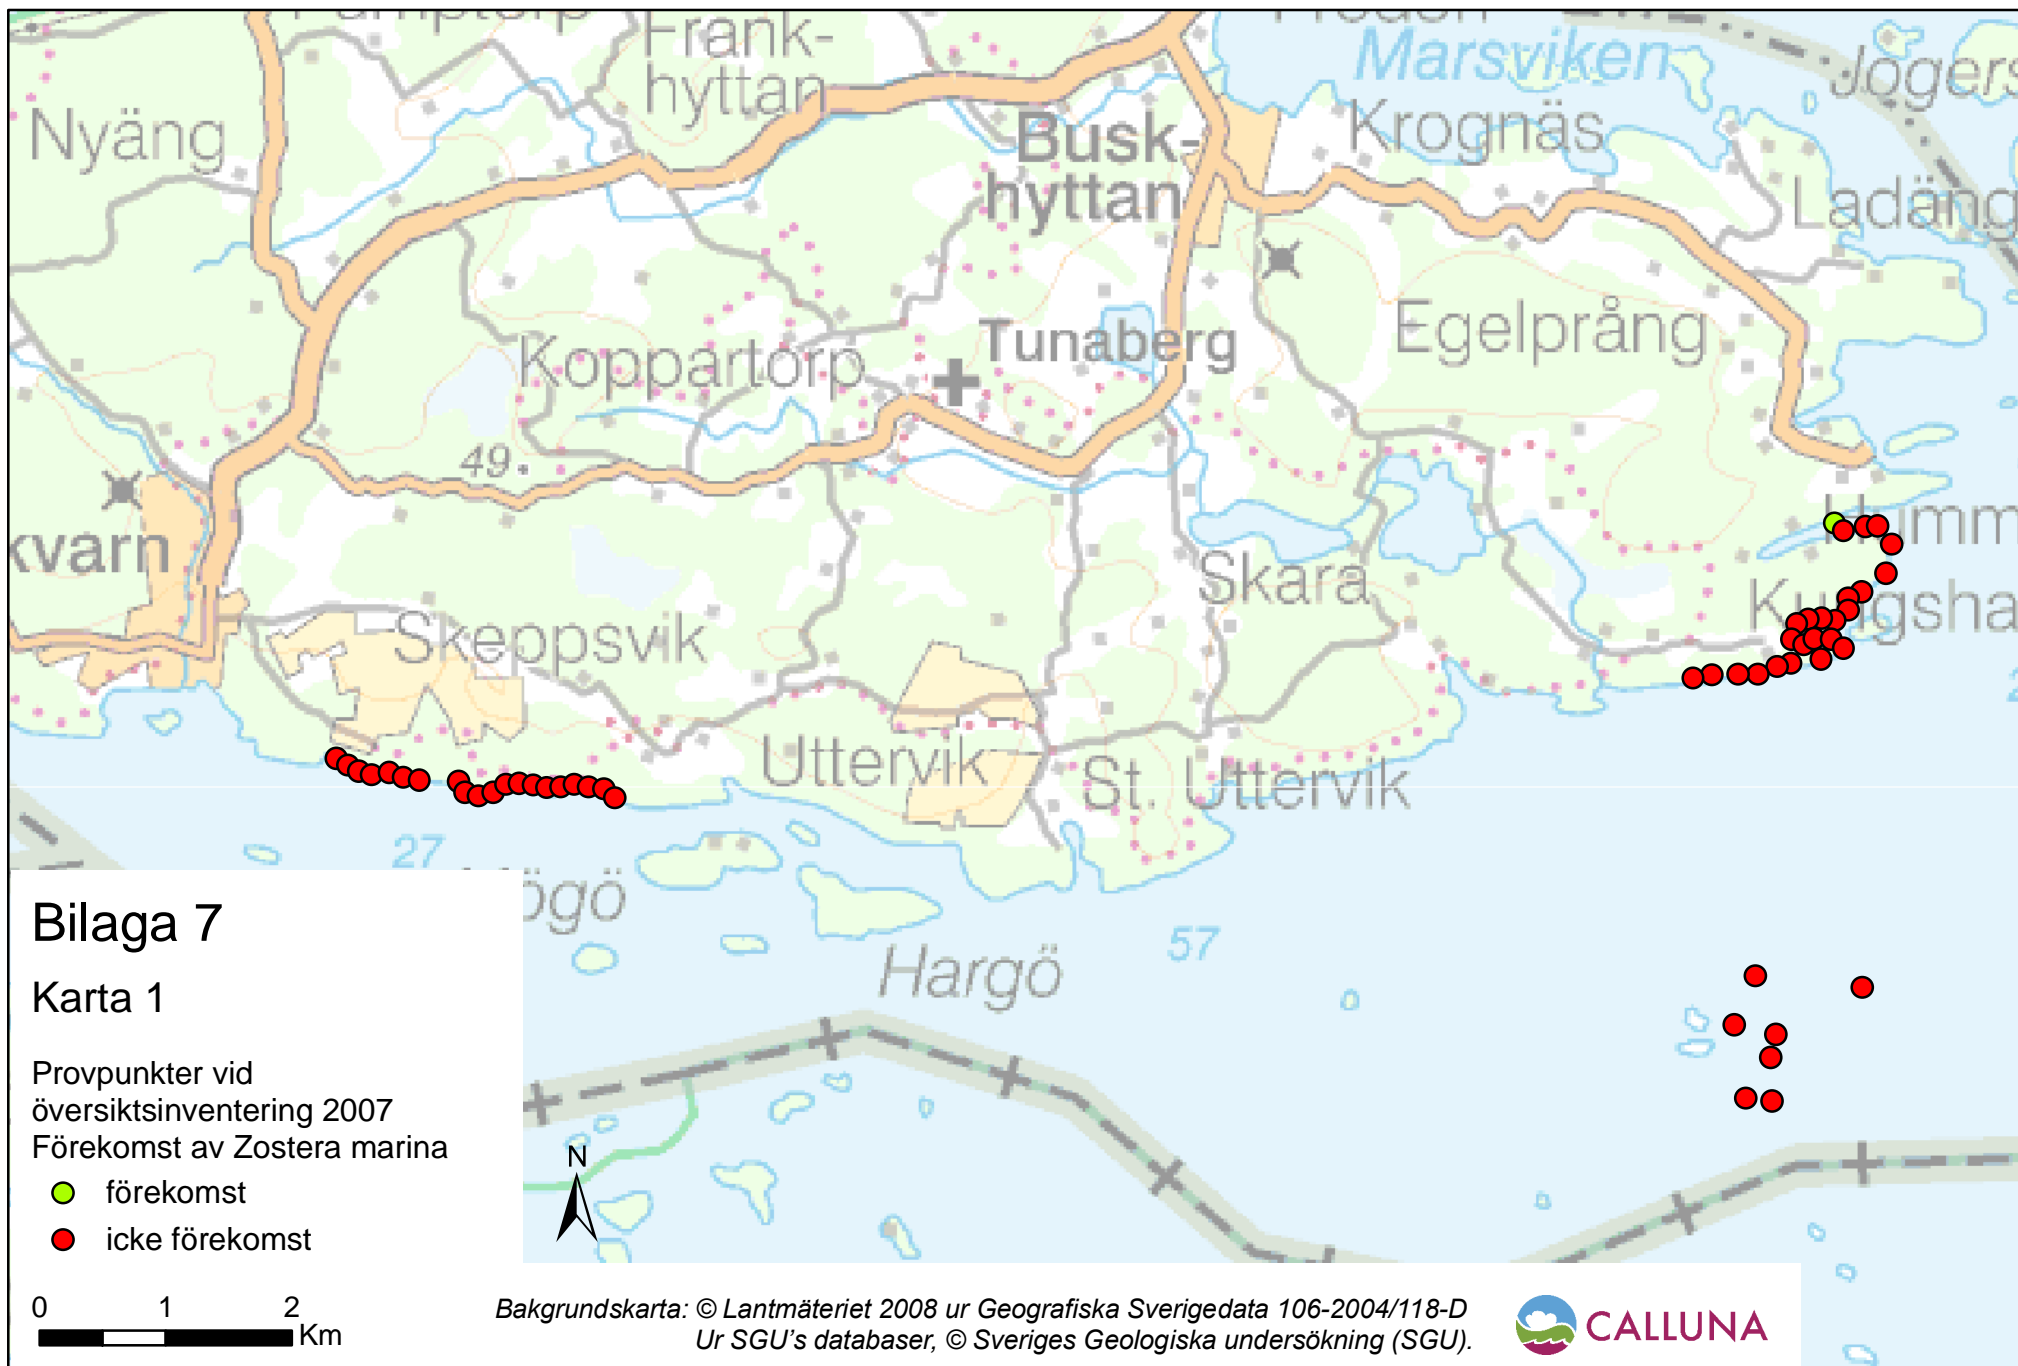 Frank-
hyttan
Marsviken
Nyäng
Busk-
hyttan
Krognäs
Ladäng
Tunaberg
Egelprång
Koppartorp
49
kvarn
Skara
Skeppsvik
Uttervik
St. Uttervik
27
57
Hargö
Bilaga 7
Karta 1
Provpunkter vid
översiktsinventering 2007
Förekomst av Zostera marina
förekomst
icke förekomst
N
0 1 2
Km
Bakgrundskarta: © Lantmäteriet 2008 ur Geografiska Sverigedata 106-2004/118-D
Ur SGU's databaser, © Sveriges Geologiska undersökning (SGU).
CALLUNA